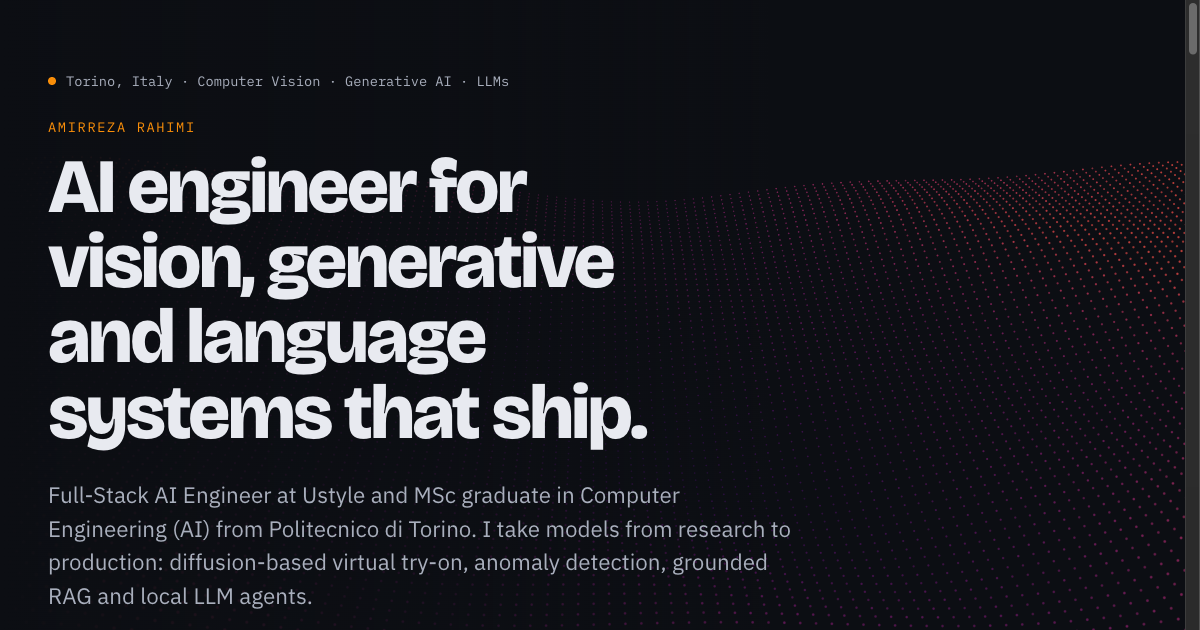 Torino, Italy · Computer Vision · Generative AI · LLMs
AMIRREZA RAHIMI
AI engineer for
vision, generative
and language
systems that ship.
Full-Stack AI Engineer at Ustyle and MSc graduate in Computer
Engineering (AI) from Politecnico di Torino. I take models from research to
production: diffusion-based virtual try-on, anomaly detection, grounded
RAG and local LLM agents.